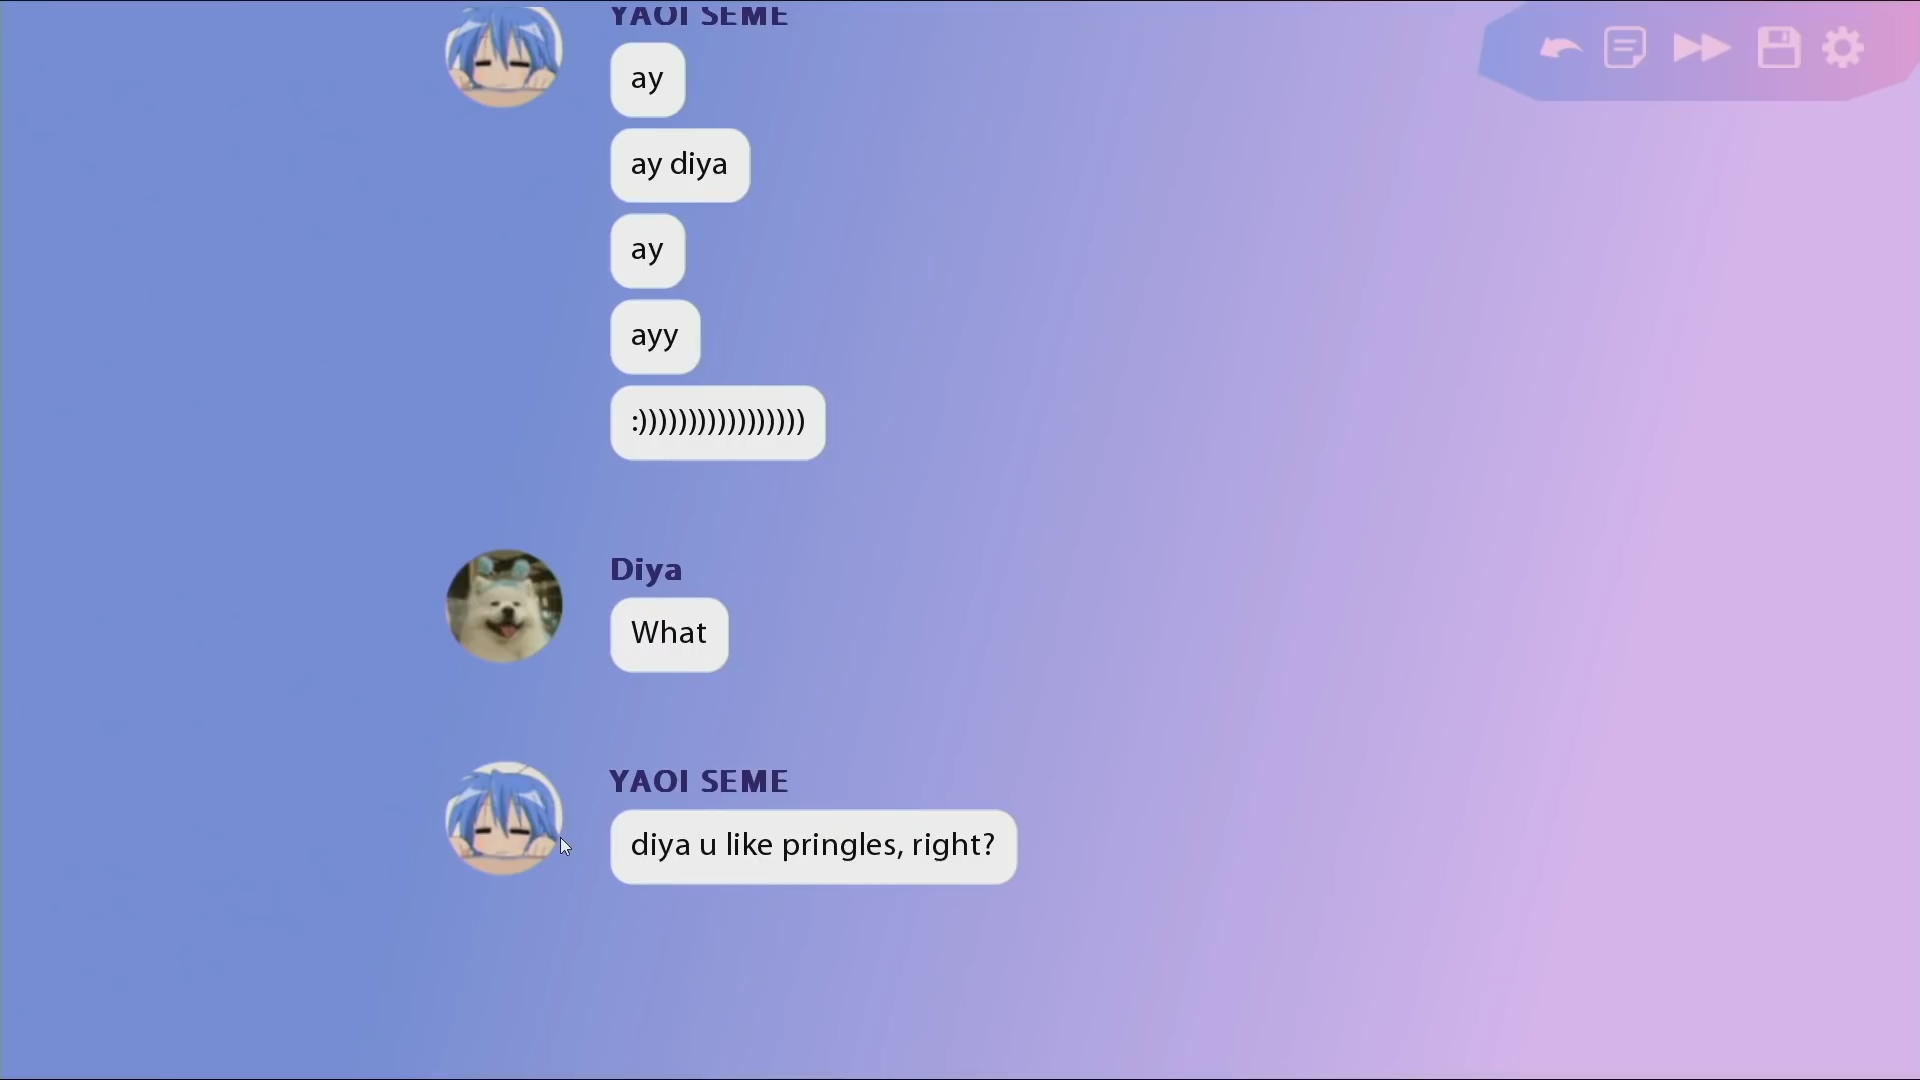 YAOI SEME
ay
ay diya
ay
ayy
:)))))))))))))))))
Diya
What
YAOI SEME
diya u like pringles, right?